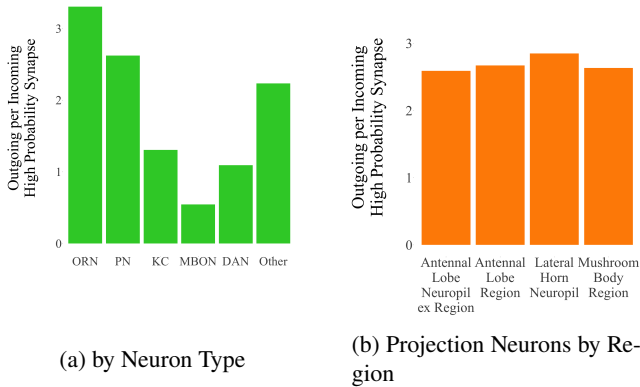 Outgoing per Incoming
High Probability Synapse
3
2
1
0
ORN PN KC MBON DAN Other
(a) by Neuron Type
Outgoing per Incoming
High Probability Synapse
3
2
1
0
Antennal Antennal Lateral Mushroom
Lobe Lobe Horn Body
Neuropil Region Neuropil Region
ex Region
(b) Projection Neurons by Re-
gion